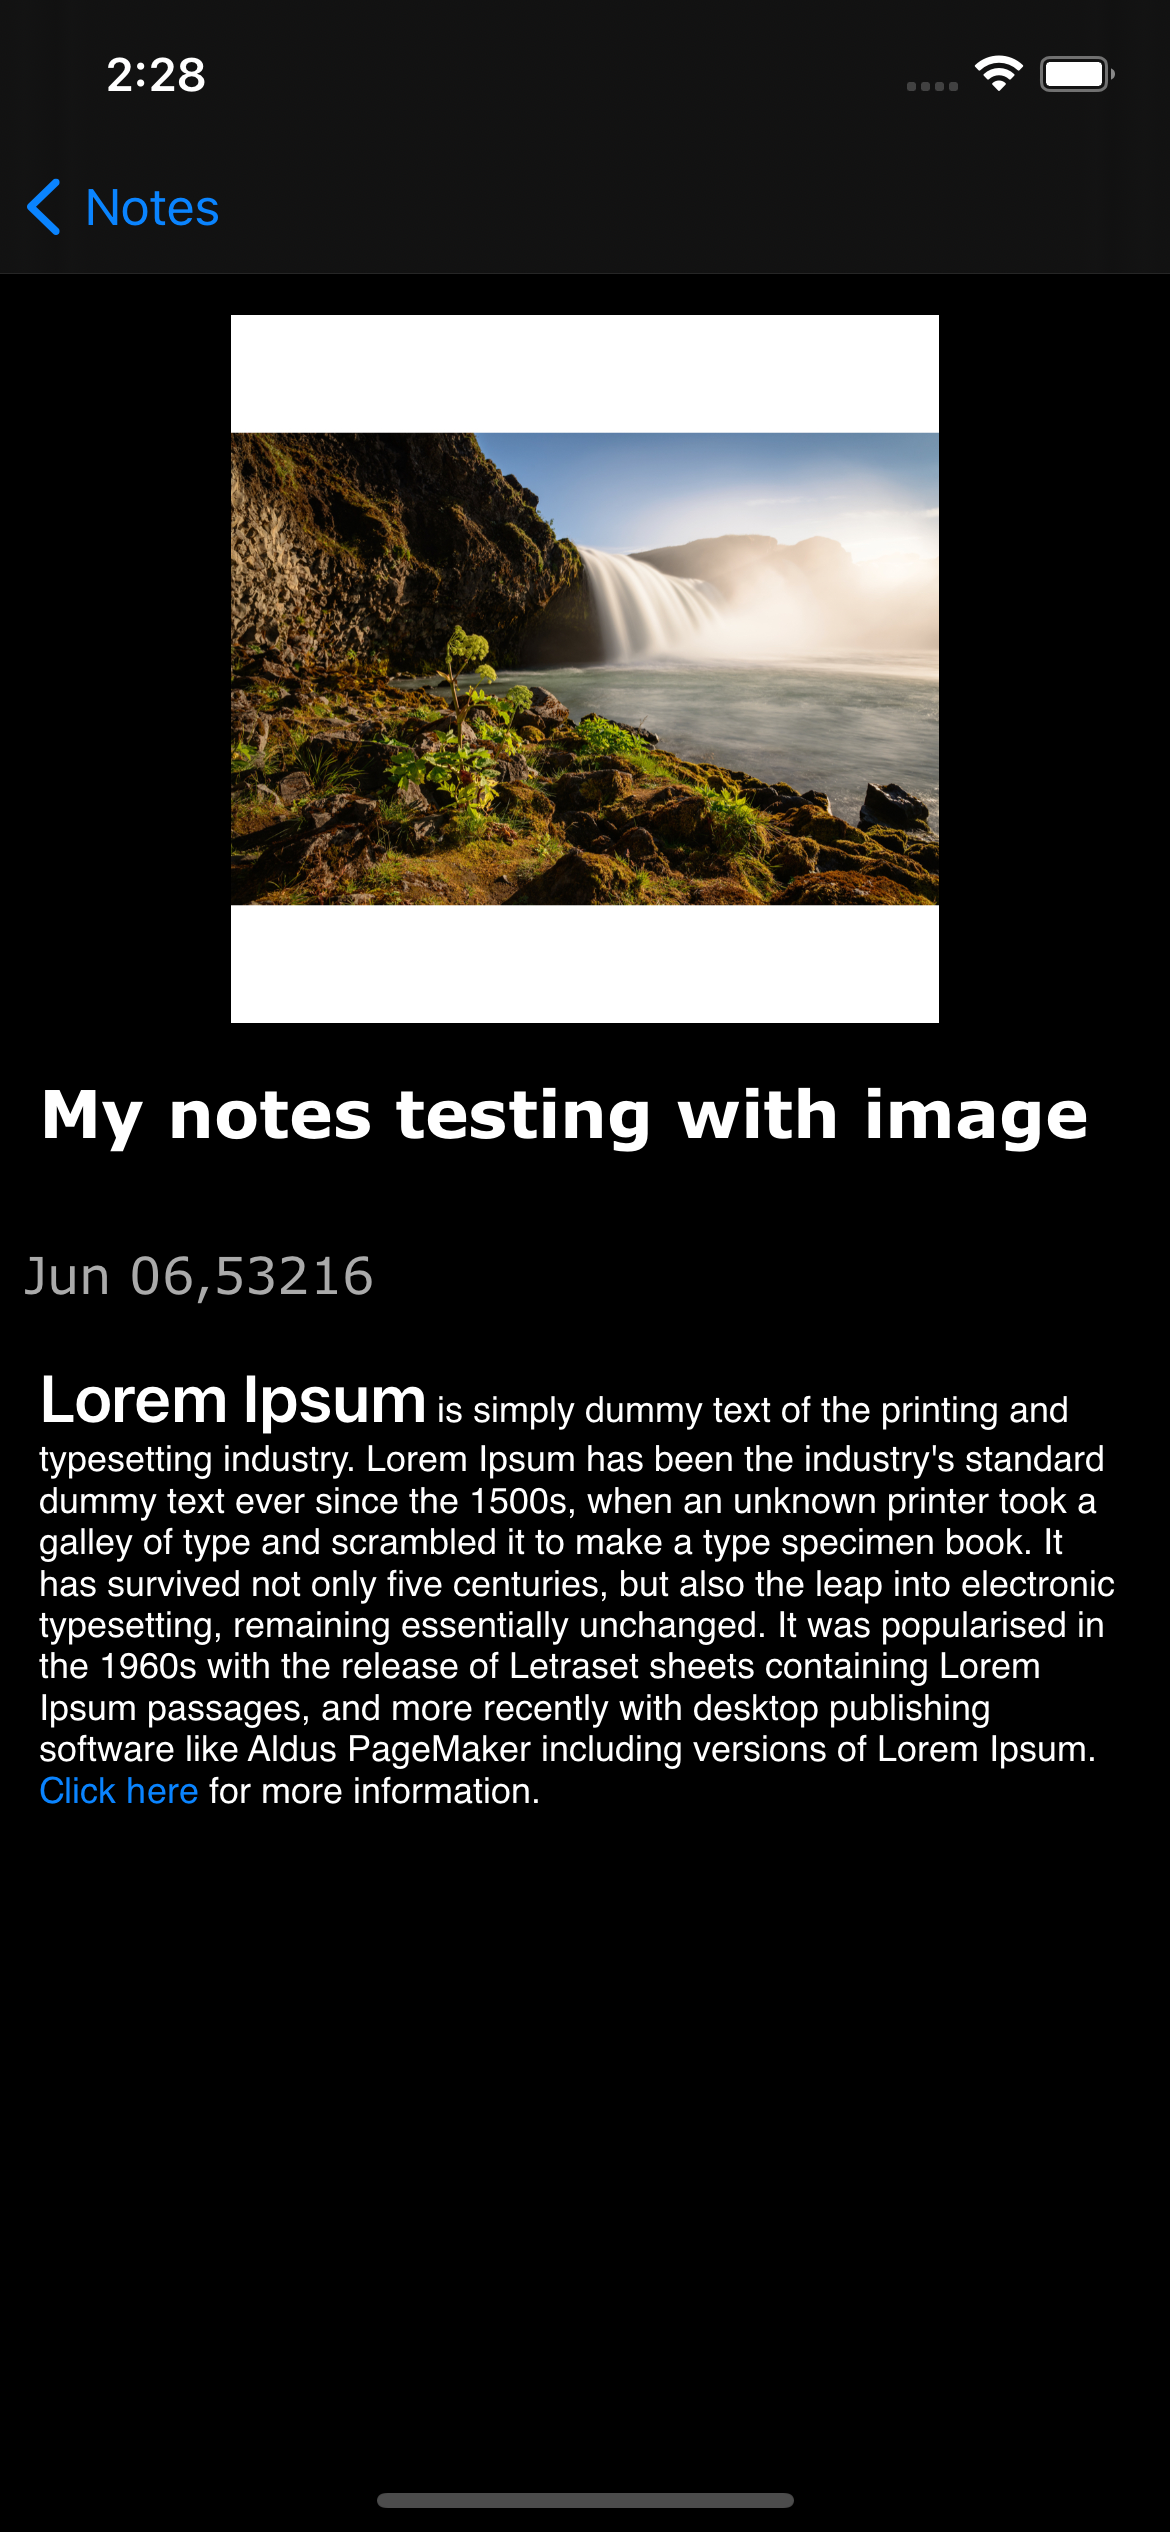 2:28
Notes
My notes testing with image
Jun 06,53216
Lorem Ipsum is simply dummy text of the printing and
typesetting industry. Lorem Ipsum has been the industry's standard
dummy text ever since the 1500s, when an unknown printer took a
galley of type and scrambled it to make a type specimen book. It
has survived not only five centuries, but also the leap into electronic
typesetting, remaining essentially unchanged. It was popularised in
the 1960s with the release of Letraset sheets containing Lorem
Ipsum passages, and more recently with desktop publishing
software like Aldus PageMaker including versions of Lorem Ipsum.
Click here for more information.